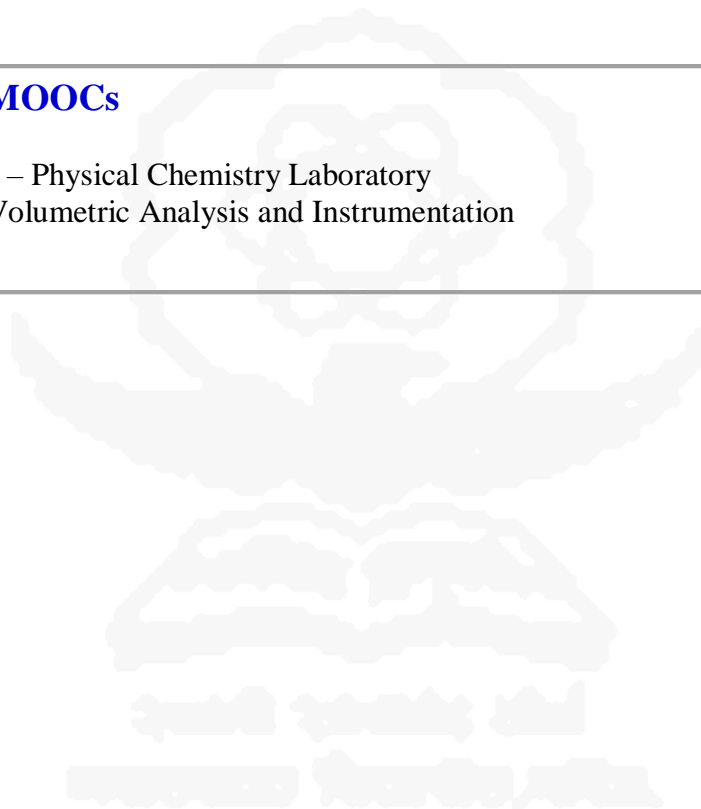 MOOCs
– Physical Chemistry Laboratory
Volumetric Analysis and Instrumentation